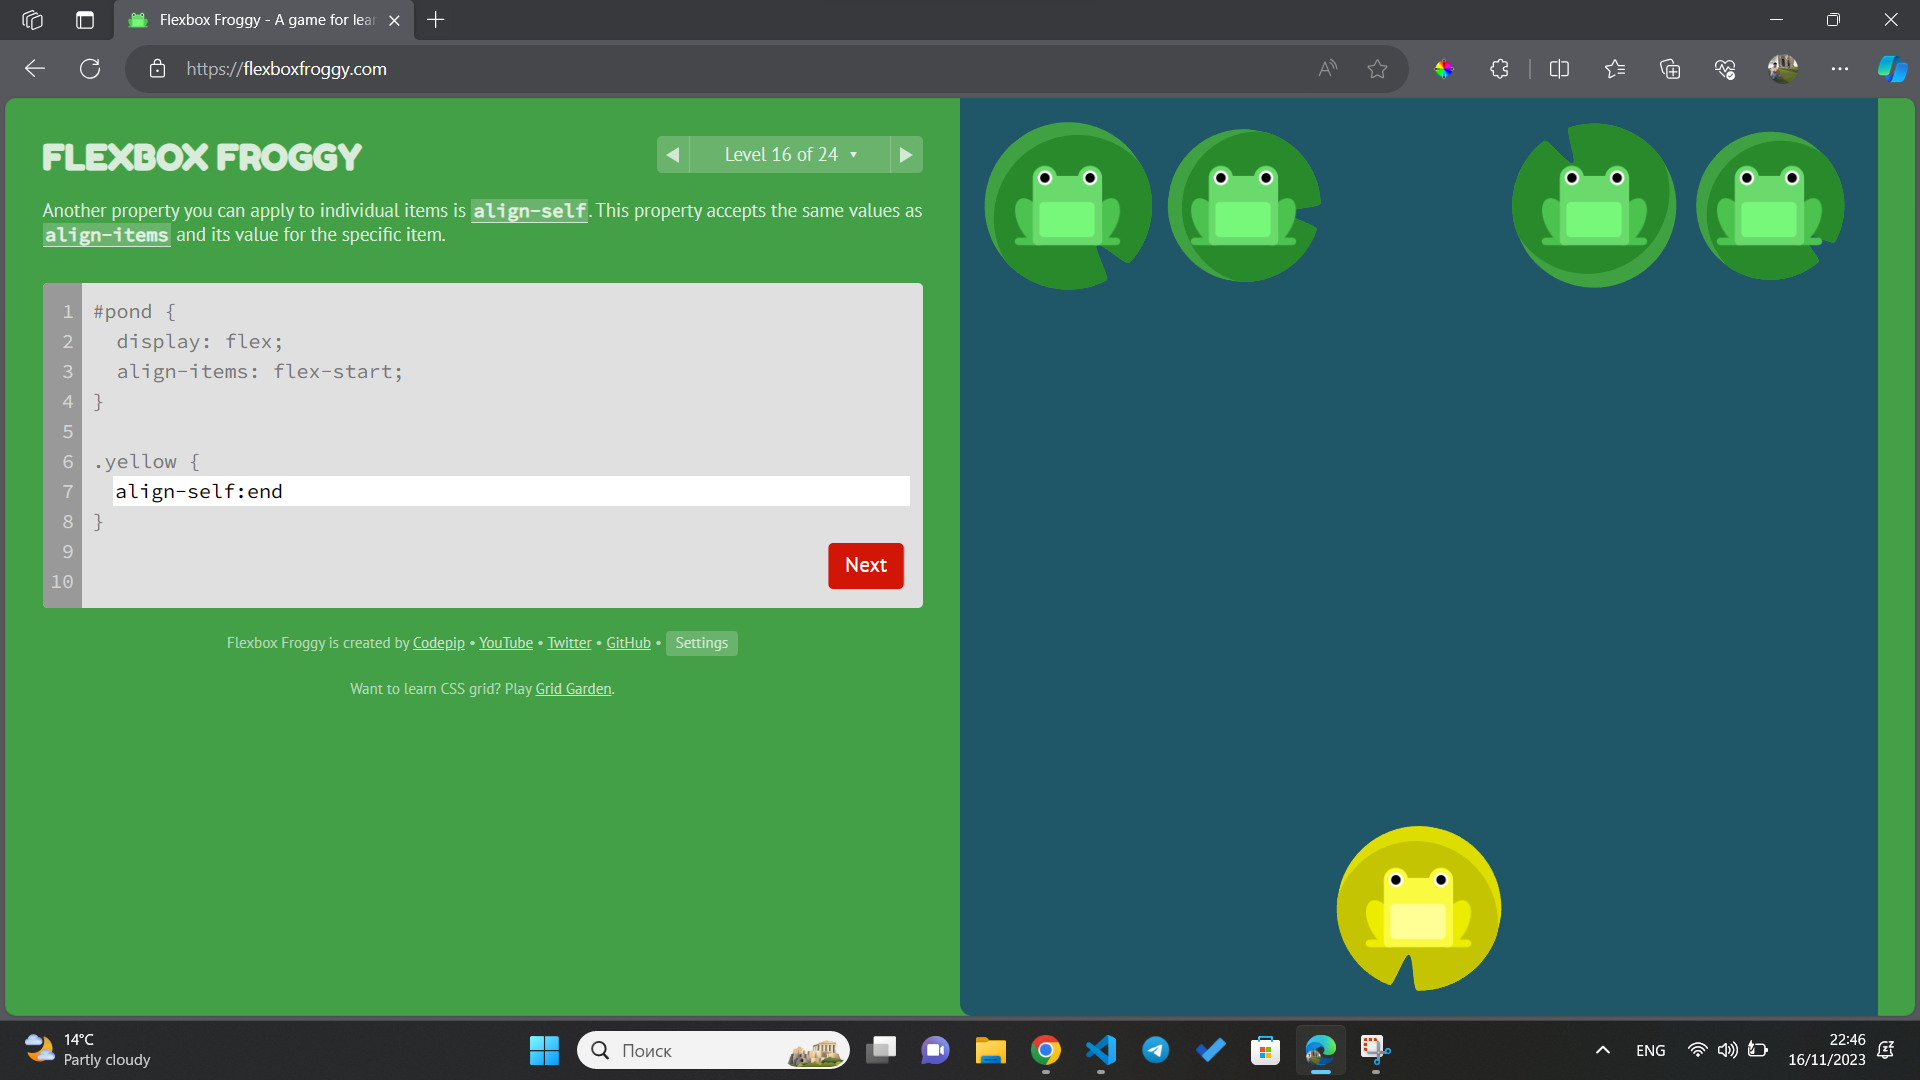 Flexbox Froggy - A game for lear
https://flexboxfroggy.com
FLEXBOX FROGGY
Level 16 of 24
Another property you can apply to individual items is align-self. This property accepts the same values as
align-items and its value for the specific item.
1 #pond {
2 display: flex;
3 align-items: flex-start;
4 }
5
6 .yellow {
7 align-self:end
8 }
9
10
Next
Flexbox Froggy is created by Codepip • YouTube • Twitter • GitHub • Settings
Want to learn CSS grid? Play Grid Garden.
14°C
Partly cloudy
Поиск
ENG
22:46
16/11/2023